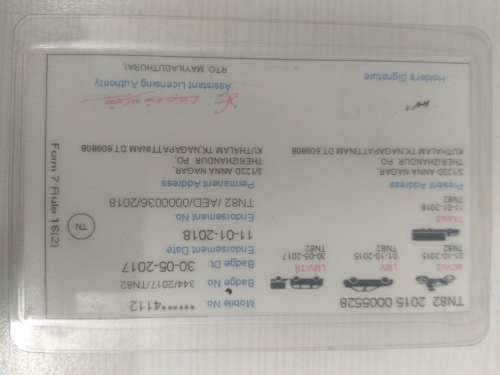 TN82 2015 0005528
MCWG
01-10-2015
TN82
LMV
01-10-2015
TN82
LMV-TR
30-05-2017
TN82
TRANS
11-01-2018
TN82
Present Address
3/123D ANNA NAGAR,
THERIZHANDUR PO,
KUTHALAM TK,NAGAPATTINAM DT,609808
Holder's Signature
Mobile No. ******4112
Badge No. 344/2017/TN82
Badge Dt. 30-05-2017
Endorsement Date
11-01-2018
Endorsement No.
TN82 /AED/0000036/2018
Permanent Address
3/123D ANNA NAGAR,
THERIZHANDUR PO,
KUTHALAM TK,NAGAPATTINAM DT,609808
Assistant Licensing Authority
RTO, MAYILADUTHURAI.
TN
Form 7 Rule 16(2)